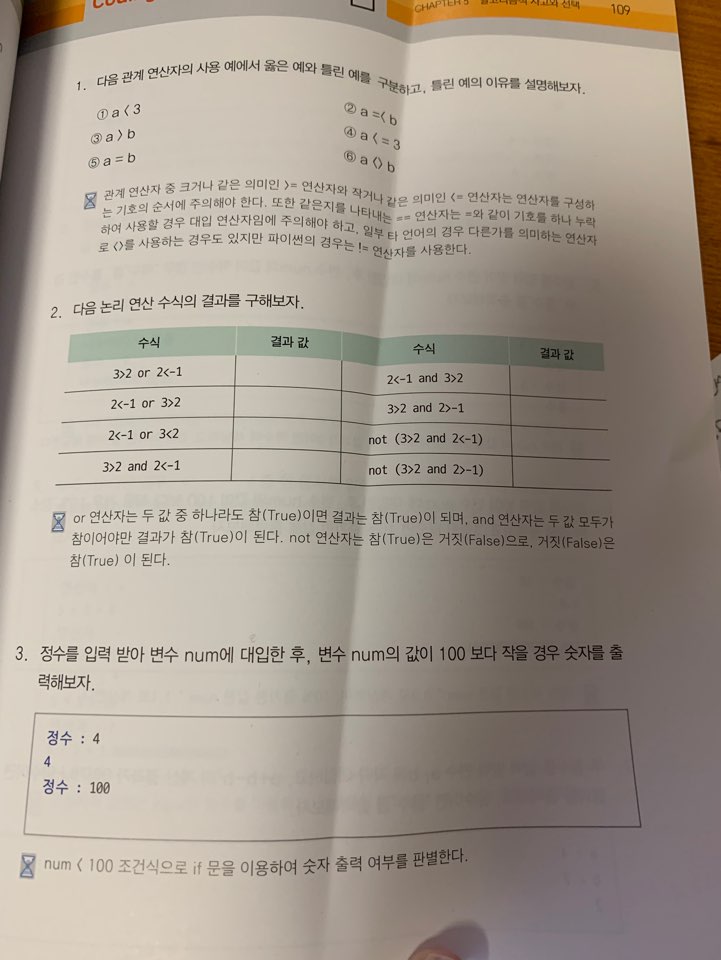 CHAPTER 5 알고리즘적 사고와 선택 109
1. 다음 관계 연산자의 사용 예에서 옳은 예와 틀린 예를 구분하고, 틀린 예의 이유를 설명해보자.
① a < 3 ② a =< b
③ a > b ④ a < = 3
⑤ a = b ⑥ a <> b
관계 연산자 중 크거나 같은 의미인 >= 연산자와 작거나 같은 의미인 <= 연산자는 연산자를 구성하
는 기호의 순서에 주의해야 한다. 또한 같은지를 나타내는 == 연산자는 =와 같이 기호를 하나 누락
하여 사용할 경우 대입 연산자임에 주의해야 하고, 일부 타 언어의 경우 다른가를 의미하는 연산자
로 <>를 사용하는 경우도 있지만 파이썬의 경우는 != 연산자를 사용한다.
2. 다음 논리 연산 수식의 결과를 구해보자.
수식 결과 값 수식 결과 값
3>2 or 2<-1 2<-1 and 3>2
2<-1 or 3>2 3>2 and 2>-1
2<-1 or 3<2 not (3>2 and 2<-1)
3>2 and 2<-1 not (3>2 and 2>-1)
or 연산자는 두 값 중 하나라도 참(True)이면 결과는 참(True)이 되며, and 연산자는 두 값 모두가
참이어야만 결과가 참(True)이 된다. not 연산자는 참(True)은 거짓(False)으로, 거짓(False)은
참(True) 이 된다.
3. 정수를 입력 받아 변수 num에 대입한 후, 변수 num의 값이 100 보다 작을 경우 숫자를 출
력해보자.
정수 : 4
4
정수 : 100
num < 100 조건식으로 if 문을 이용하여 숫자 출력 여부를 판별한다.